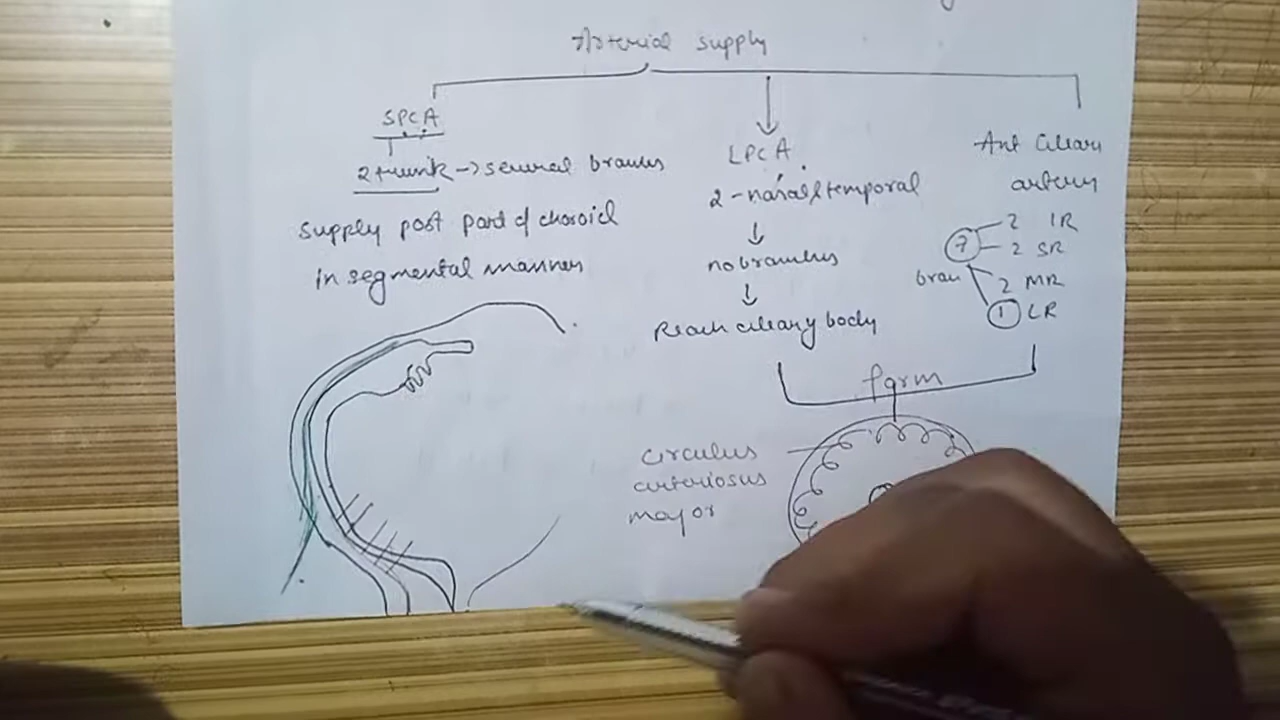 Arterial supply
SPCA
2 trunk -> several branches
supply post part of choroid
in segmental manner
LPCA
2 - nasal & temporal
↓
no branches
↓
Reach ciliary body
Ant ciliary
artery
7
bran
2 IR
2 SR
2 MR
1 LR
form
circulus
arteriosus
major